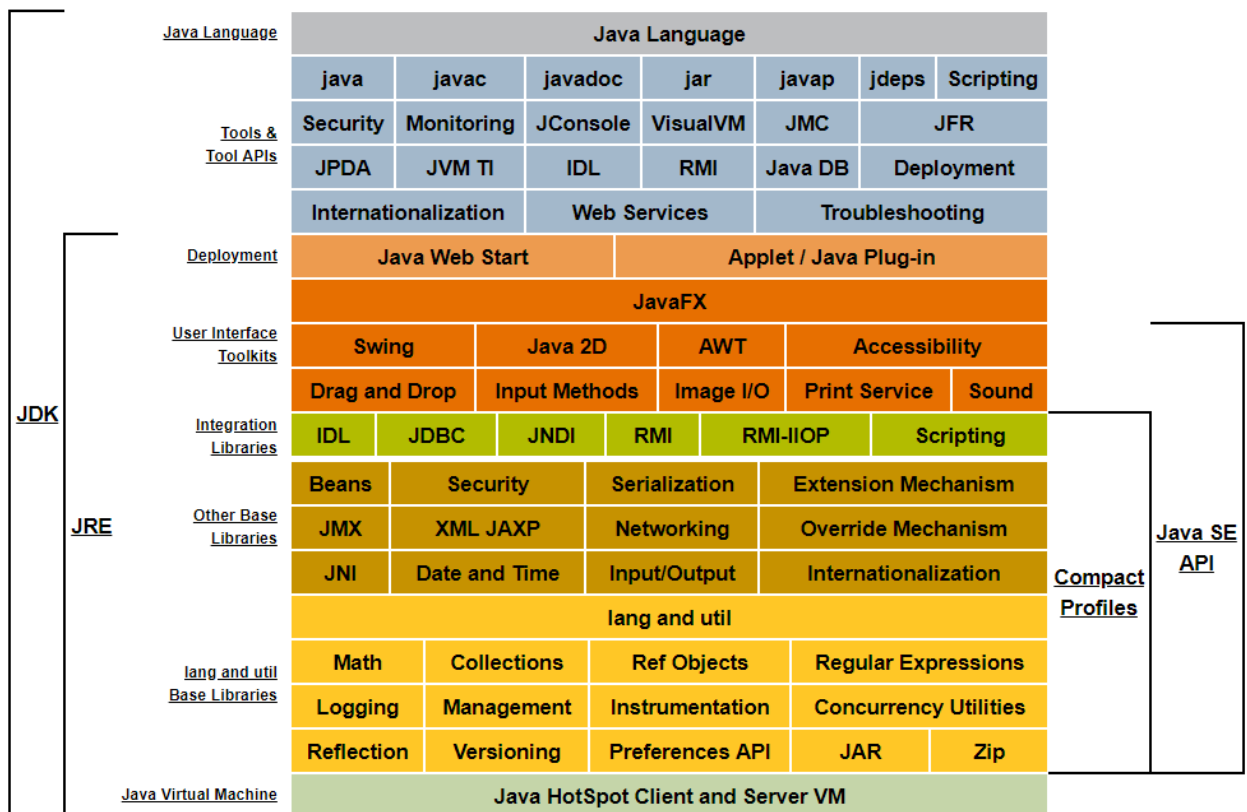 Java Language
Java Language
java javac javadoc jar javap jdeps Scripting
Tools &
Tool APIs
Security Monitoring JConsole VisualVM JMC JFR
JPDA JVM TI IDL RMI Java DB Deployment
Internationalization Web Services Troubleshooting
Deployment
Java Web Start Applet / Java Plug-in
JavaFX
User Interface
Toolkits
Swing Java 2D AWT Accessibility
Drag and Drop Input Methods Image I/O Print Service Sound
JDK
Integration
Libraries
IDL JDBC JNDI RMI RMI-IIOP Scripting
JRE
Other Base
Libraries
Beans Security Serialization Extension Mechanism
JMX XML JAXP Networking Override Mechanism
JNI Date and Time Input/Output Internationalization
Java SE
API
Compact
Profiles
lang and util
lang and util
Base Libraries
Math Collections Ref Objects Regular Expressions
Logging Management Instrumentation Concurrency Utilities
Reflection Versioning Preferences API JAR Zip
Java Virtual Machine
Java HotSpot Client and Server VM